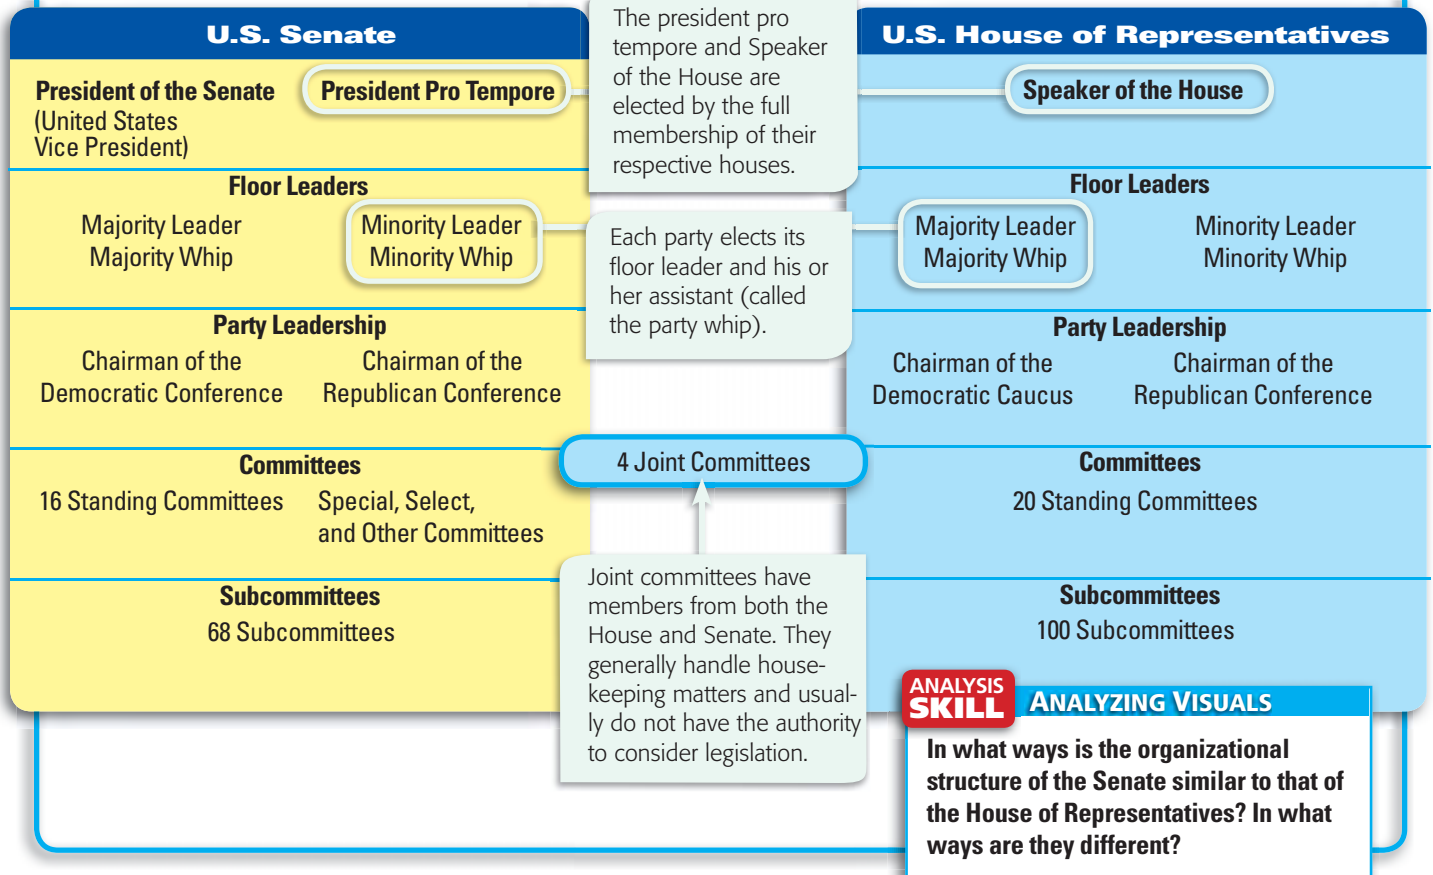 U.S. Senate
President of the Senate
(United States
Vice President)
President Pro Tempore
Floor Leaders
Majority Leader
Majority Whip
Minority Leader
Minority Whip
Party Leadership
Chairman of the
Democratic Conference
Chairman of the
Republican Conference
Committees
16 Standing Committees
Special, Select,
and Other Committees
Subcommittees
68 Subcommittees
The president pro
tempore and Speaker
of the House are
elected by the full
membership of their
respective houses.
Each party elects its
floor leader and his or
her assistant (called
the party whip).
4 Joint Committees
Joint committees have
members from both the
House and Senate. They
generally handle house-
keeping matters and usual-
ly do not have the authority
to consider legislation.
U.S. House of Representatives
Speaker of the House
Floor Leaders
Majority Leader
Majority Whip
Minority Leader
Minority Whip
Party Leadership
Chairman of the
Democratic Caucus
Chairman of the
Republican Conference
Committees
20 Standing Committees
Subcommittees
100 Subcommittees
ANALYSIS
SKILL
ANALYZING VISUALS
In what ways is the organizational
structure of the Senate similar to that of
the House of Representatives? In what
ways are they different?